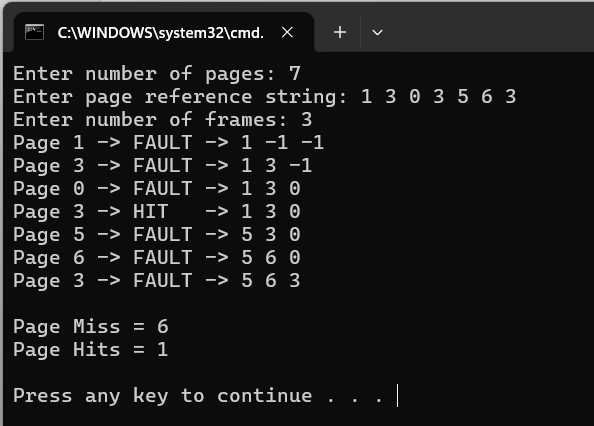 C:\WINDOWS\system32\cmd.
Enter number of pages: 7
Enter page reference string: 1 3 0 3 5 6 3
Enter number of frames: 3
Page 1 -> FAULT -> 1 -1 -1
Page 3 -> FAULT -> 1 3 -1
Page 0 -> FAULT -> 1 3 0
Page 3 -> HIT   -> 1 3 0
Page 5 -> FAULT -> 5 3 0
Page 6 -> FAULT -> 5 6 0
Page 3 -> FAULT -> 5 6 3
Page Miss = 6
Page Hits = 1
Press any key to continue . . .